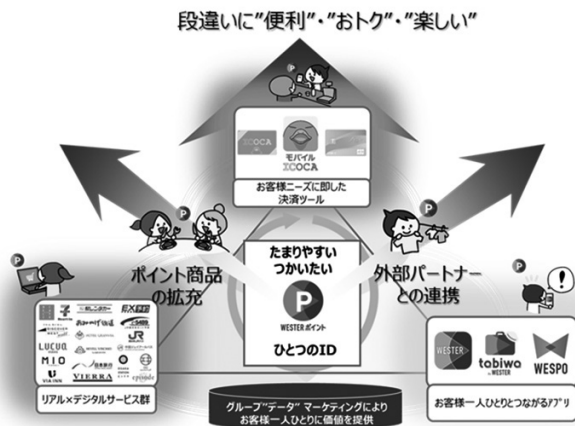 段違いに"便利"・"おトク"・"楽しい"
ICOCA
モバイル
ICOCA
お客様ニーズに即した
決済ツール
ポイント商品
の拡充
たまりやすい
つかいたい
P
WESTERポイント
ひとつのID
外部パートナー
との連携
LUCUA
MIO
VIA INN
VIERRA
リアル×デジタルサービス群
WESTER
tabiwa
by WESTER
WESPO
お客様一人ひとりとつながるアプリ
グループ"データ"マーケティングにより
お客様一人ひとりに価値を提供